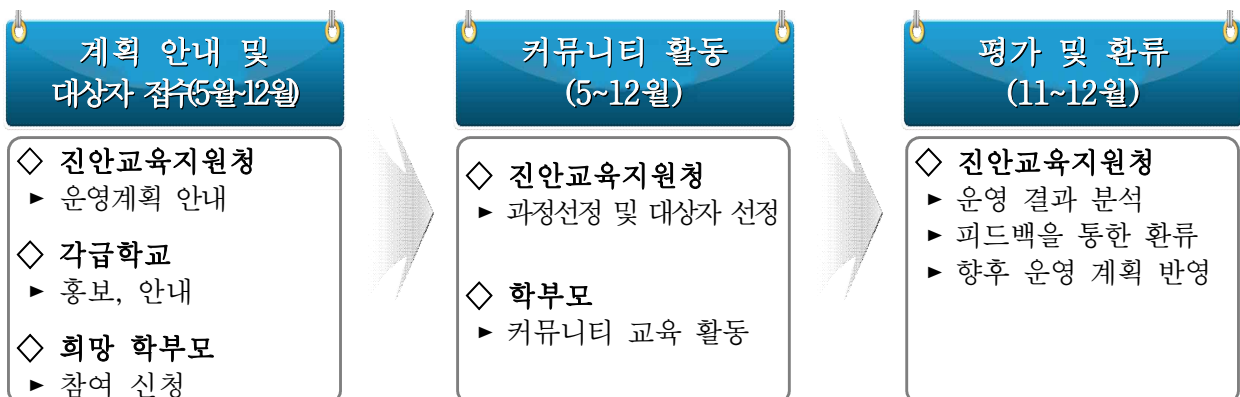 계획 안내 및
대상자 접수(5월~12월)
◇ 진안교육지원청
► 운영계획 안내
◇ 각급학교
► 홍보, 안내
◇ 희망 학부모
► 참여 신청
커뮤니티 활동
(5~12월)
◇ 진안교육지원청
► 과정선정 및 대상자 선정
◇ 학부모
► 커뮤니티 교육 활동
평가 및 환류
(11~12월)
◇ 진안교육지원청
► 운영 결과 분석
► 피드백을 통한 환류
► 향후 운영 계획 반영